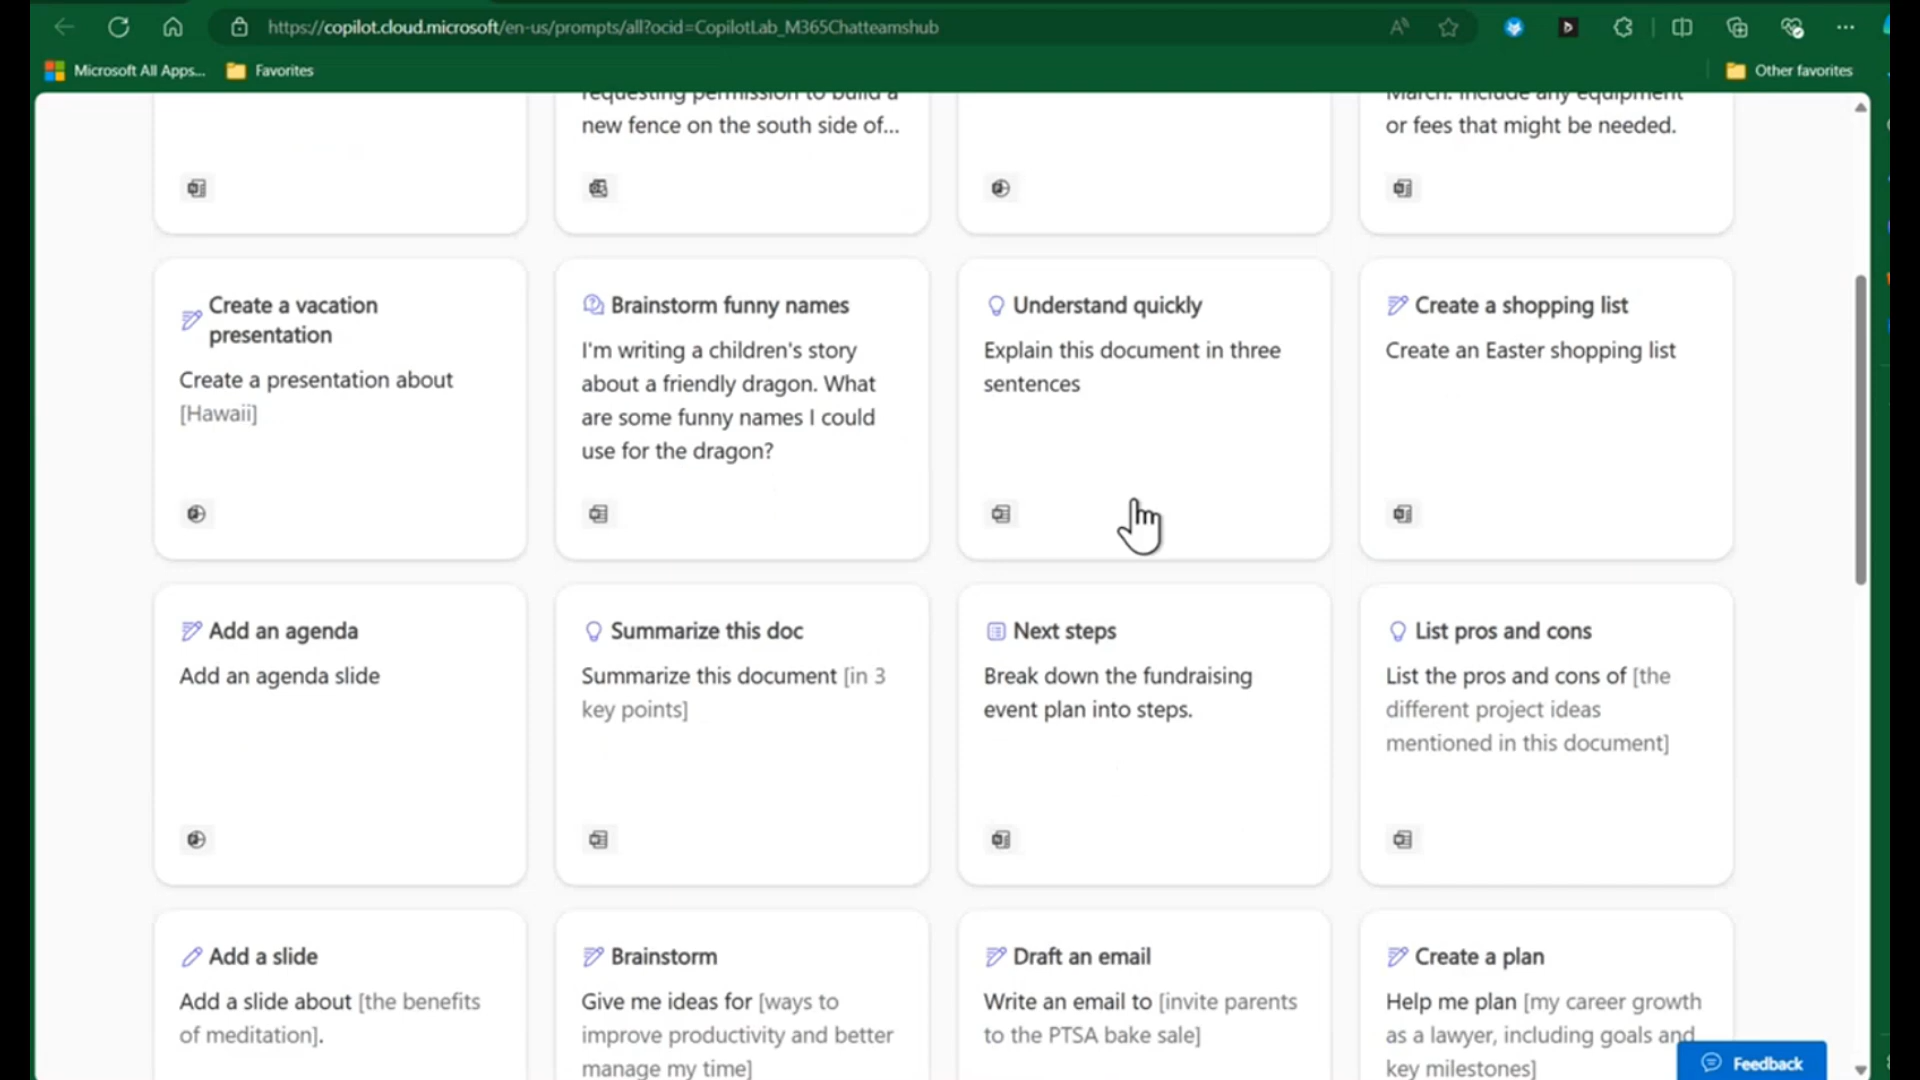 https://copilot.cloud.microsoft/en-us/prompts/all?ocid=CopilotLab_M365Chatteamshub
Microsoft All Apps...
Favorites
Other favorites
requesting permission to build a
new fence on the south side of...
March. Include any equipment
or fees that might be needed.
Create a vacation
presentation
Create a presentation about
[Hawaii]
Brainstorm funny names
I'm writing a children's story
about a friendly dragon. What
are some funny names I could
use for the dragon?
Understand quickly
Explain this document in three
sentences
Create a shopping list
Create an Easter shopping list
Add an agenda
Add an agenda slide
Summarize this doc
Summarize this document [in 3
key points]
Next steps
Break down the fundraising
event plan into steps.
List pros and cons
List the pros and cons of [the
different project ideas
mentioned in this document]
Add a slide
Add a slide about [the benefits
of meditation].
Brainstorm
Give me ideas for [ways to
improve productivity and better
manage my time]
Draft an email
Write an email to [invite parents
to the PTSA bake sale]
Create a plan
Help me plan [my career growth
as a lawyer, including goals and
key milestones]
Feedback